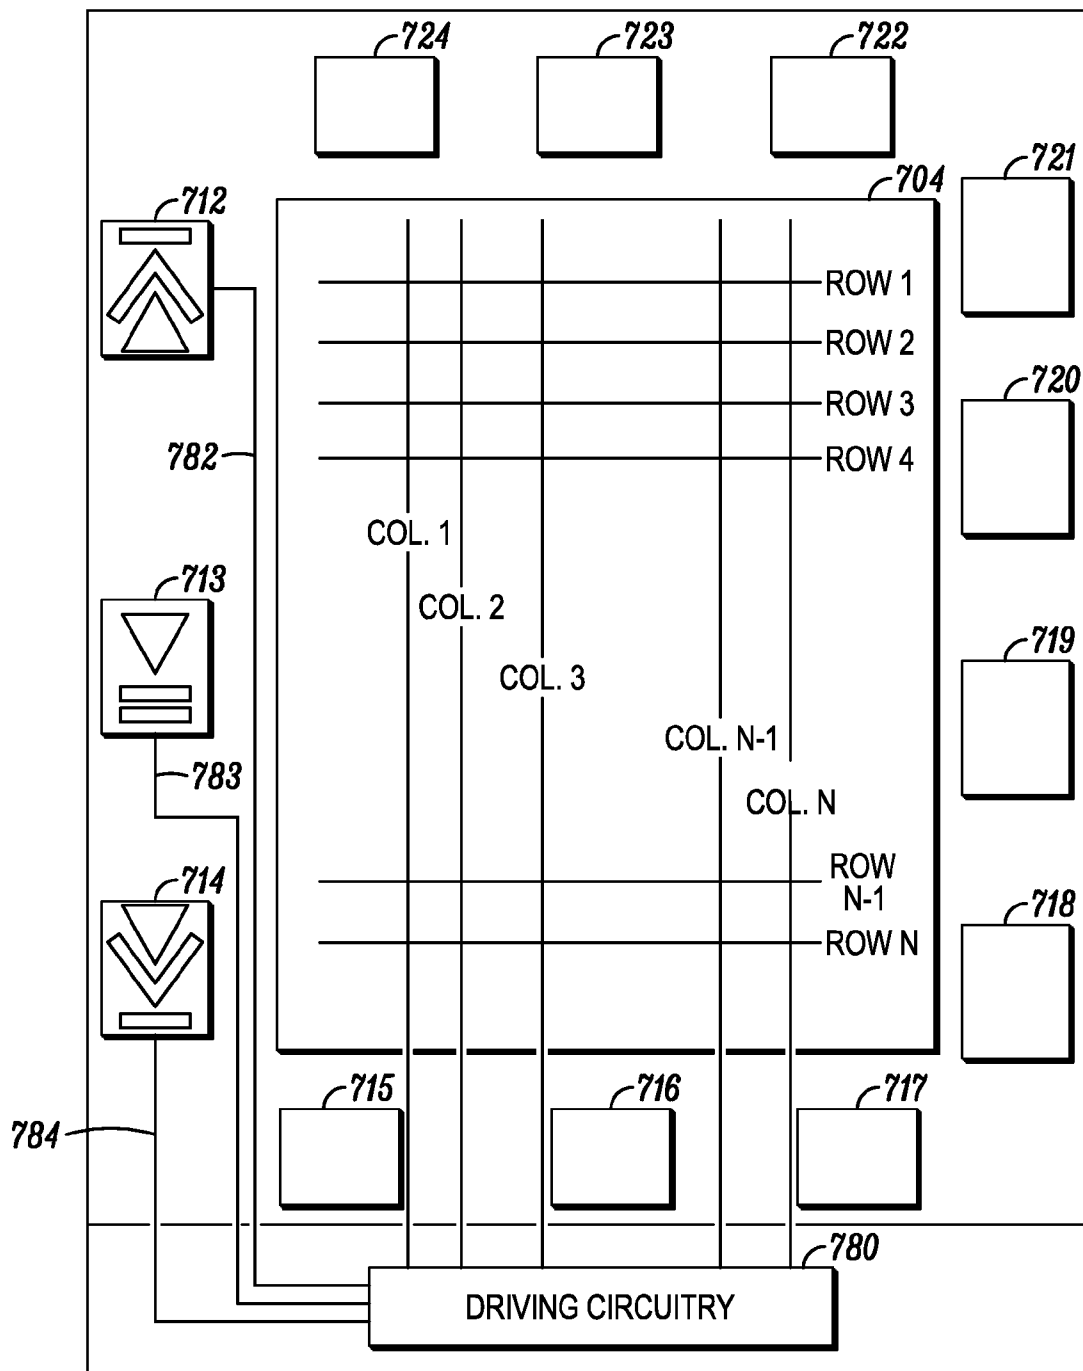 724
723
722
721
712
704
ROW 1
ROW 2
720
ROW 3
782
ROW 4
COL. 1
713
COL. 2
719
COL. 3
COL. N-1
783
COL. N
714
ROW
N-1
718
ROW N
715
716
717
784
780
DRIVING CIRCUITRY